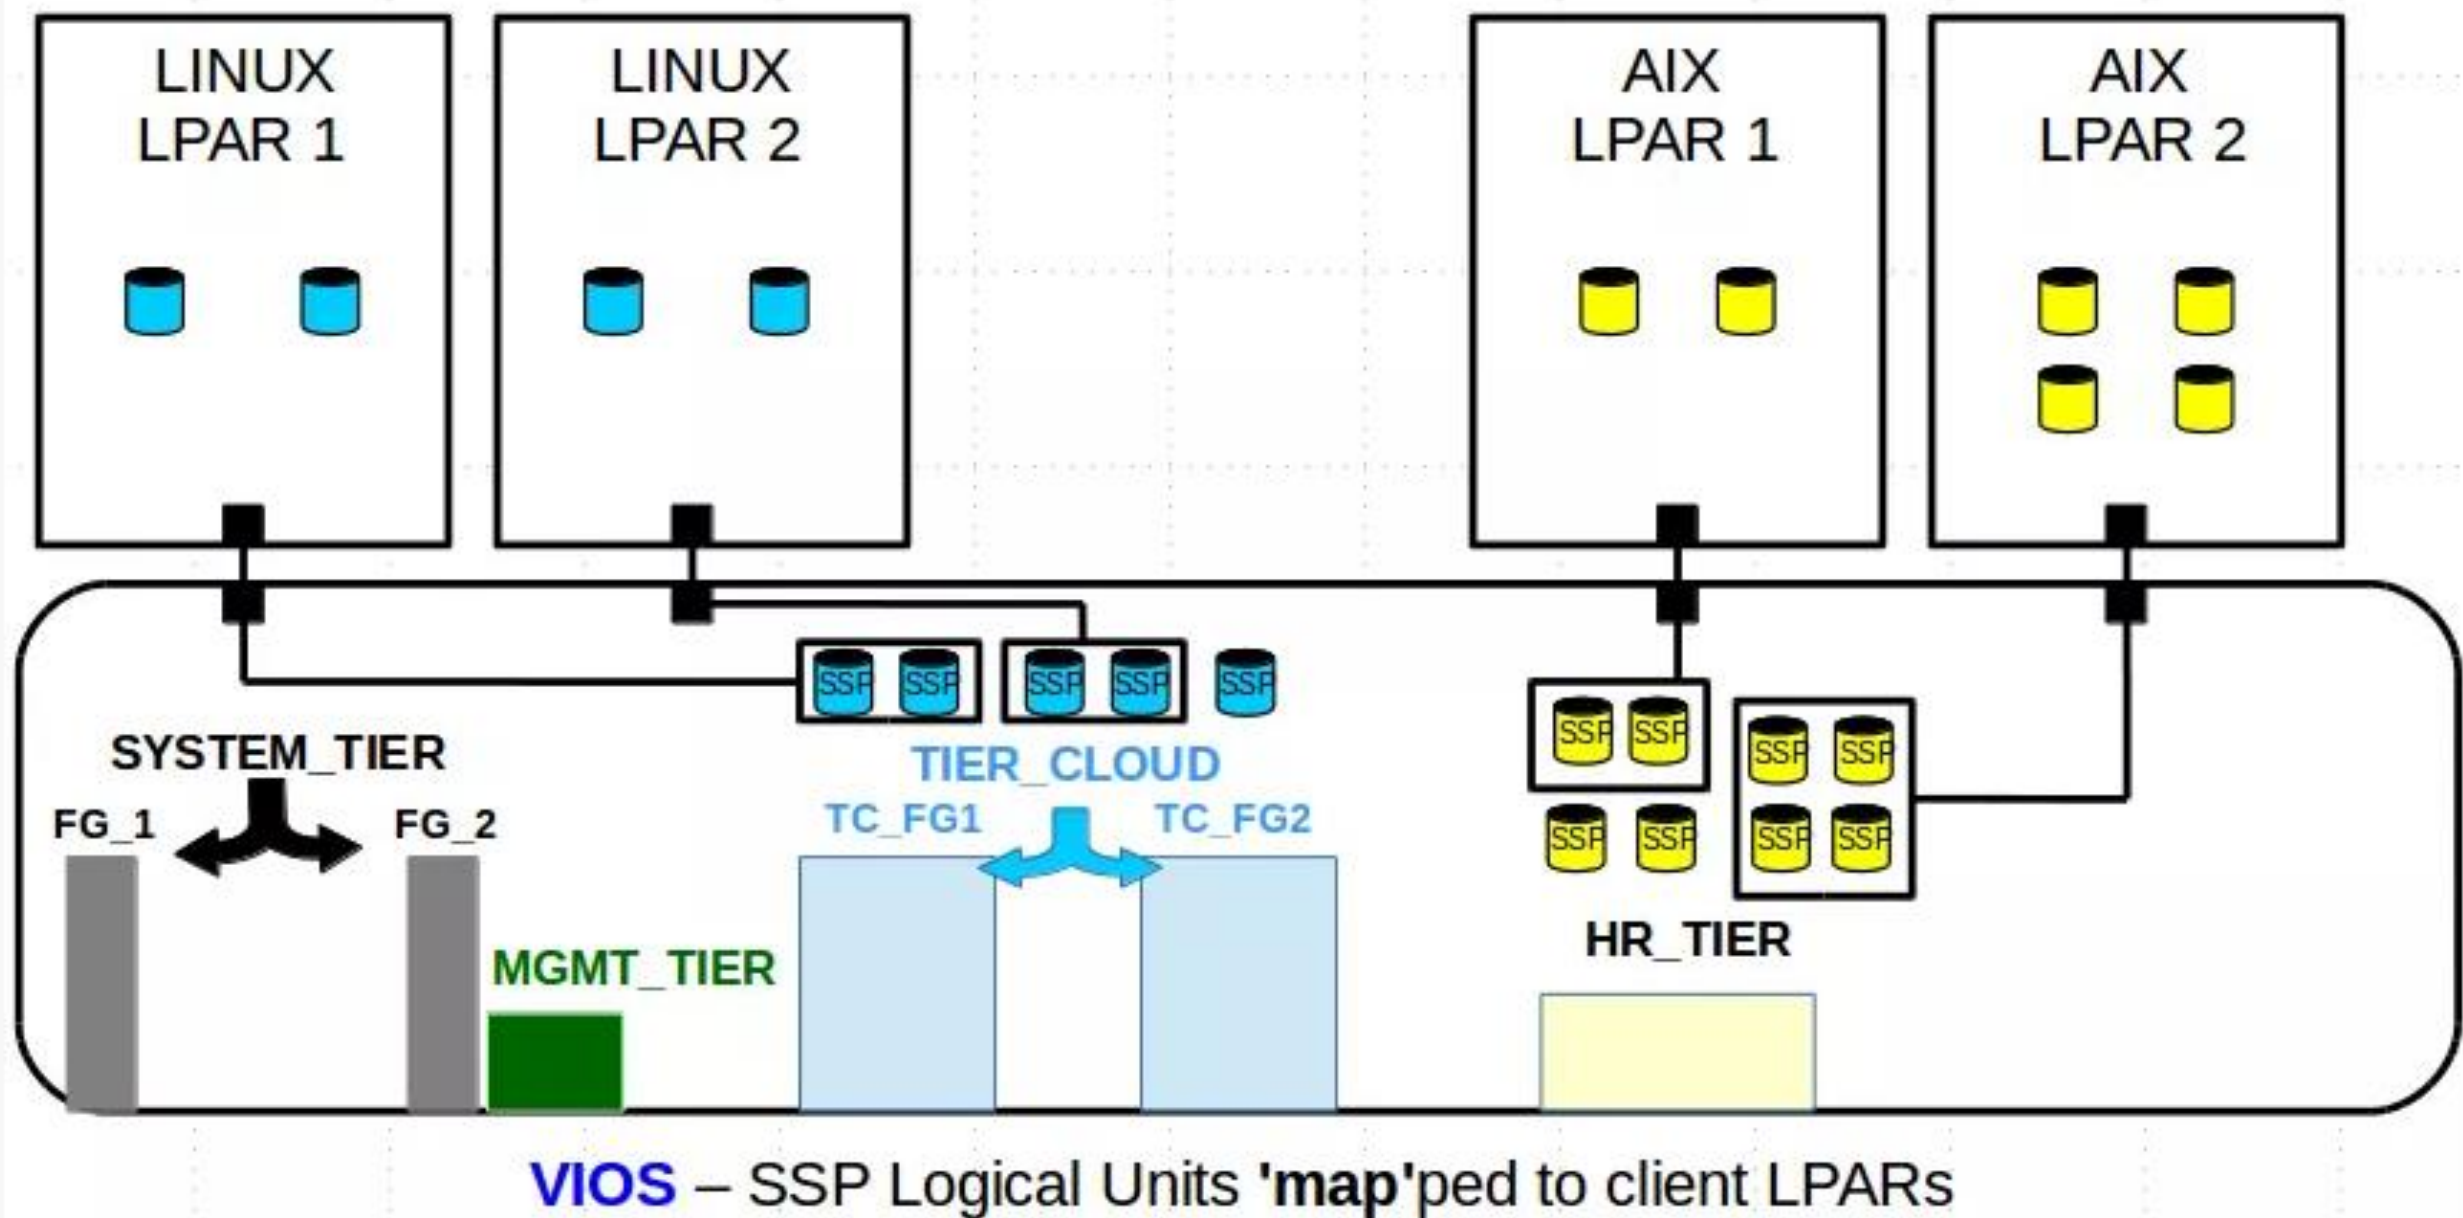 LINUX
LPAR 1
LINUX
LPAR 2
AIX
LPAR 1
AIX
LPAR 2
SSP SSP SSP SSP SSP
SSP SSP
SSP SSP
SSP SSP
SSP SSP
SYSTEM_TIER
FG_1 FG_2
MGMT_TIER
TIER_CLOUD
TC_FG1 TC_FG2
HR_TIER
VIOS – SSP Logical Units 'map'ped to client LPARs